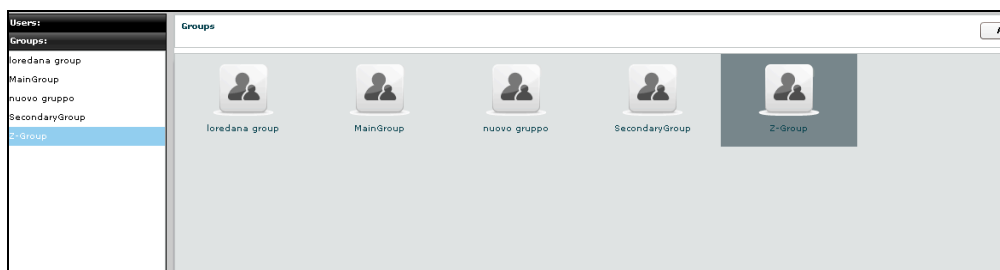 Users:
Groups:
loredana group
MainGroup
nuovo gruppo
SecondaryGroup
Z-Group
Groups
A
loredana group
MainGroup
nuovo gruppo
SecondaryGroup
Z-Group